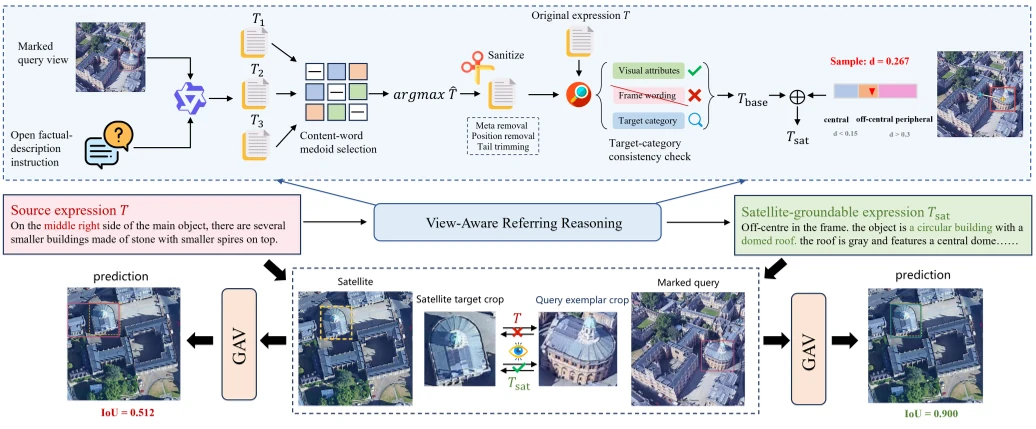 Original expression T
Marked
query view
Open factual-
description
instruction
T1
T2
T3
Content-word
medoid selection
argmax T̂
Sanitize
Meta removal
Position removal
Tail trimming
Visual attributes
Frame wording
Target category
Target-category
consistency check
Tbase
Tsat
Sample: d = 0.267
central off-central peripheral
d < 0.15 d > 0.3
Source expression T
On the middle right side of the main object, there are several
smaller buildings made of stone with smaller spires on top.
View-Aware Referring Reasoning
Satellite-groundable expression Tsat
Off-centre in the frame. the object is a circular building with a
domed roof. the roof is gray and features a central dome……
prediction
GAV
IoU = 0.512
Satellite
Satellite target crop
T
Tsat
Query exemplar crop
Marked query
GAV
prediction
IoU = 0.900